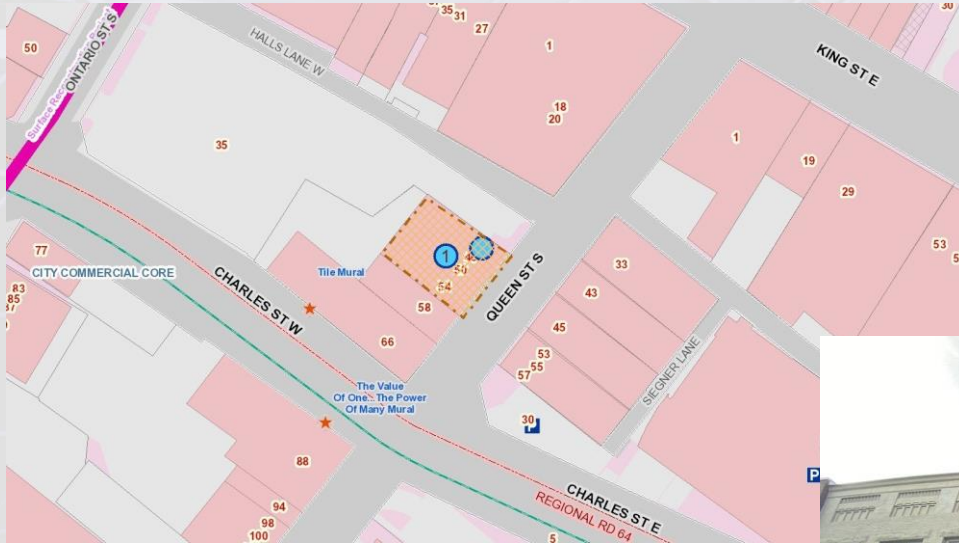 35
31
30
50
ONTARIO ST S
HALLS LANE W
27
1
KING ST E
18
20
35
1
19
29
77
CITY COMMERCIAL CORE
Tile Mural
1
50
54
QUEEN ST S
33
53
43
83
85
CHARLES ST W
58
45
66
53
55
57
SIEGNER LANE
The Value
Of One... The Power
Of Many Mural
30
P
88
P
94
98
100
CHARLES ST E
REGIONAL RD 64
5